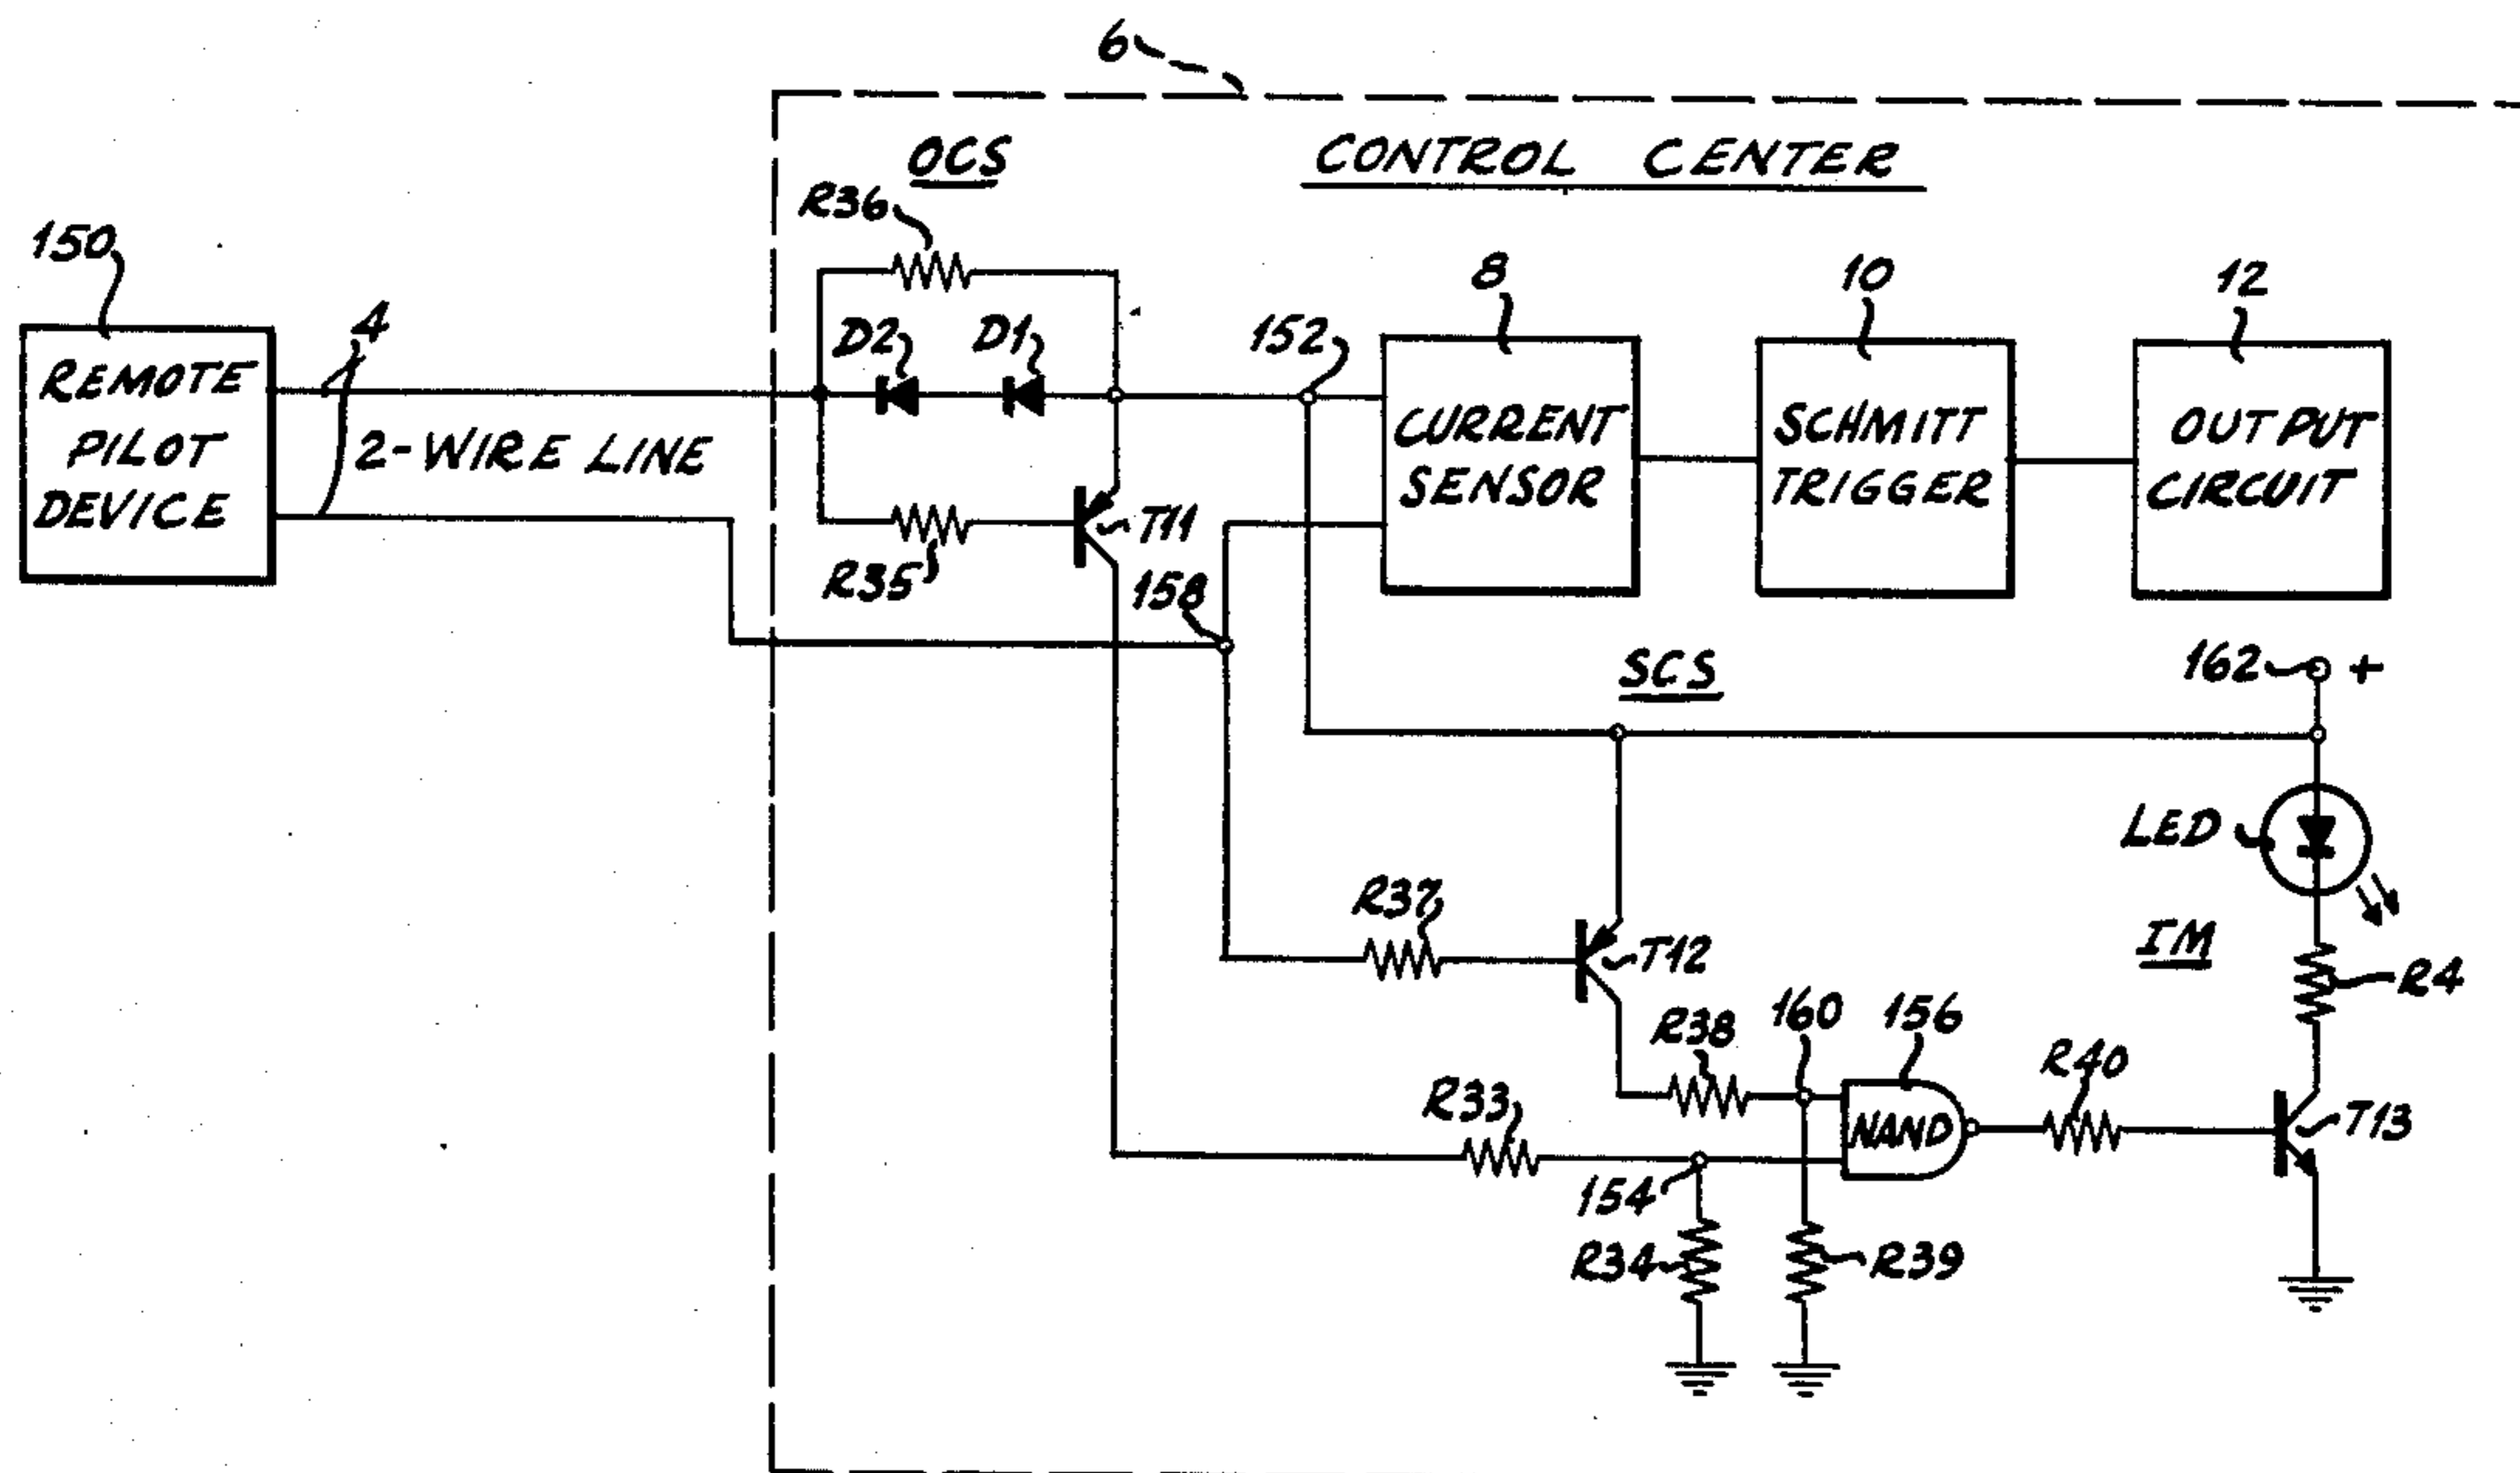 6
OCS
CONTROL CENTER
R36
150
4
D2
D1
152
8
10
12
REMOTE
PILOT
DEVICE
2-WIRE LINE
CURRENT
SENSOR
SCHMITT
TRIGGER
OUTPUT
CIRCUIT
R35
T11
158
SCS
162
+
LED
R37
T12
IM
R4
R38
160
156
R40
R33
NAND
T13
154
R34
R39